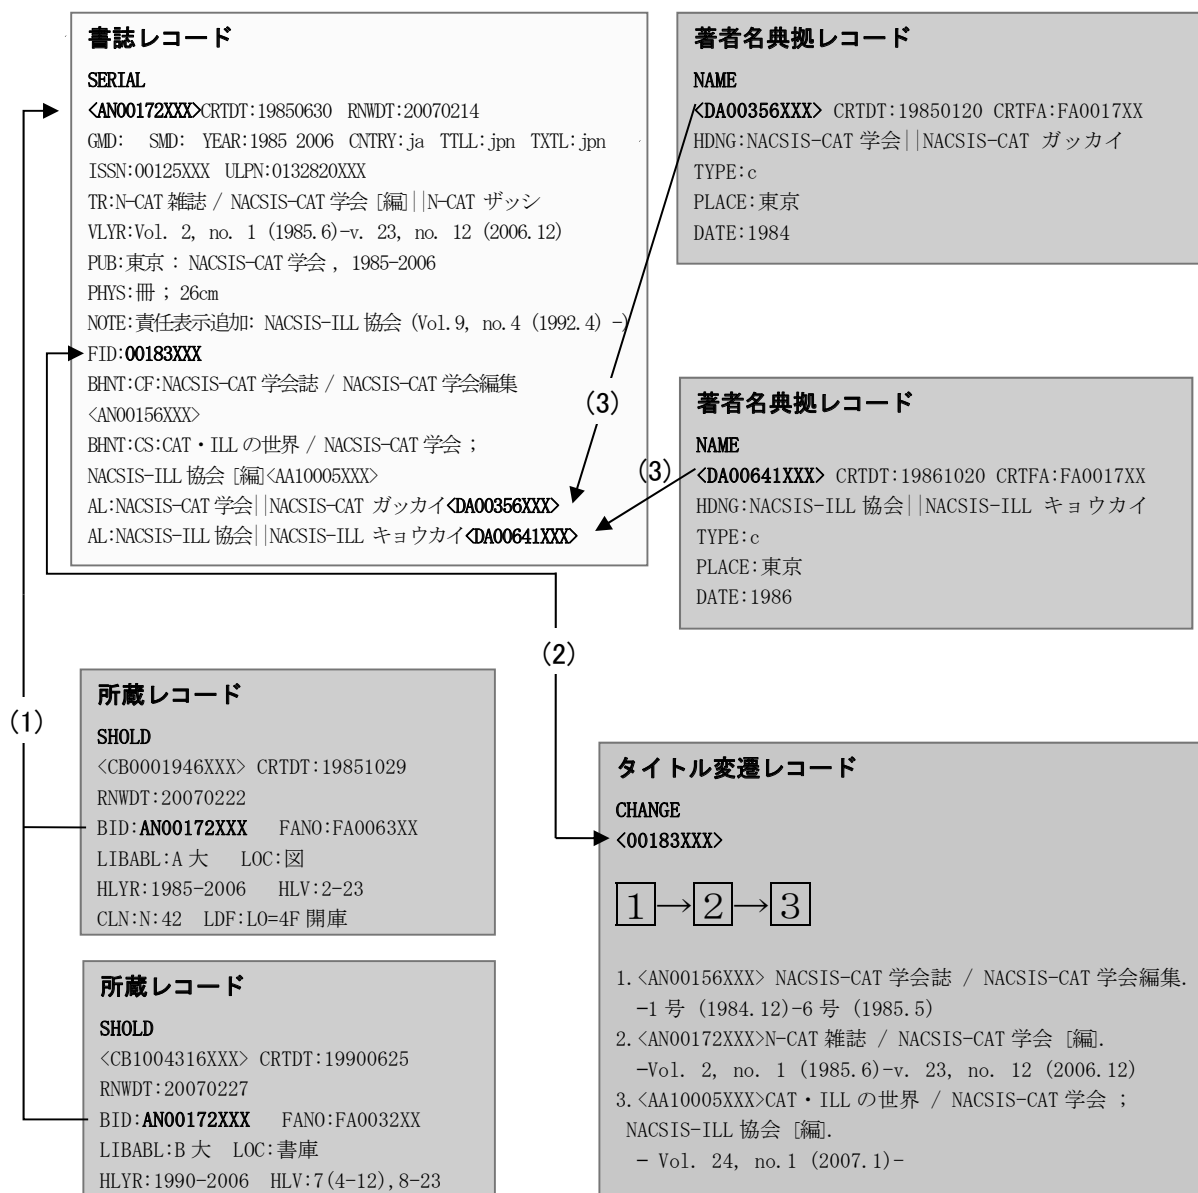 書誌レコード
SERIAL
<AN00172XXX>CRTDT:19850630 RNWDT:20070214
GMD: SMD: YEAR:1985 2006 CNTRY:ja TTLL:jpn TXTL:jpn
ISSN:00125XXX ULPN:0132820XXX
TR:N-CAT 雑誌 / NACSIS-CAT 学会 [編]||N-CAT ザッシ
VLYR:Vol. 2, no. 1 (1985.6)-v. 23, no. 12 (2006.12)
PUB:東京 : NACSIS-CAT 学会 , 1985-2006
PHYS:冊 ; 26cm
NOTE:責任表示追加: NACSIS-ILL 協会 (Vol.9, no.4 (1992.4) -)
FID:00183XXX
BHNT:CF:NACSIS-CAT 学会誌 / NACSIS-CAT 学会編集
<AN00156XXX>
BHNT:CS:CAT・ILL の世界 / NACSIS-CAT 学会 ;
NACSIS-ILL 協会 [編]<AA10005XXX>
AL:NACSIS-CAT 学会||NACSIS-CAT ガッカイ<DA00356XXX>
AL:NACSIS-ILL 協会||NACSIS-ILL キョウカイ<DA00641XXX>
著者名典拠レコード
NAME
<DA00356XXX> CRTDT:19850120 CRTFA:FA0017XX
HDNG:NACSIS-CAT 学会||NACSIS-CAT ガッカイ
TYPE:c
PLACE:東京
DATE:1984
(3)
著者名典拠レコード
NAME
(3)
<DA00641XXX> CRTDT:19861020 CRTFA:FA0017XX
HDNG:NACSIS-ILL 協会||NACSIS-ILL キョウカイ
TYPE:c
PLACE:東京
DATE:1986
(2)
(1)
所蔵レコード
SHOLD
<CB0001946XXX> CRTDT:19851029
RNWDT:20070222
BID:AN00172XXX FANO:FA0063XX
LIBABL:A 大 LOC:図
HLYR:1985-2006 HLV:2-23
CLN:N:42 LDF:LO=4F 開庫
所蔵レコード
SHOLD
<CB1004316XXX> CRTDT:19900625
RNWDT:20070227
BID:AN00172XXX FANO:FA0032XX
LIBABL:B 大 LOC:書庫
HLYR:1990-2006 HLV:7(4-12),8-23
タイトル変遷レコード
CHANGE
<00183XXX>
1→2→3
1.<AN00156XXX> NACSIS-CAT 学会誌 / NACSIS-CAT 学会編集.
-1 号 (1984.12)-6 号 (1985.5)
2.<AN00172XXX>N-CAT 雑誌 / NACSIS-CAT 学会 [編].
-Vol. 2, no. 1 (1985.6)-v. 23, no. 12 (2006.12)
3.<AA10005XXX>CAT・ILL の世界 / NACSIS-CAT 学会 ;
NACSIS-ILL 協会 [編].
- Vol. 24, no.1 (2007.1)-